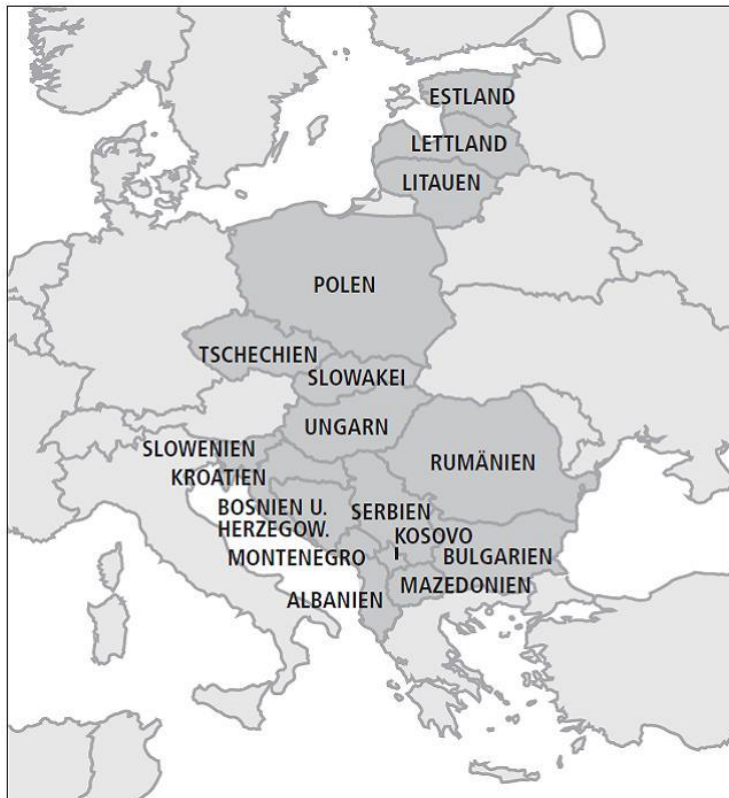 ESTLAND
LETTLAND
LITAUEN
POLEN
TSCHECHIEN
SLOWAKEI
UNGARN
SLOWENIEN
RUMÄNIEN
KROATIEN
BOSNIEN U.
HERZEGOW.
SERBIEN
KOSOVO
MONTENEGRO
BULGARIEN
MAZEDONIEN
ALBANIEN